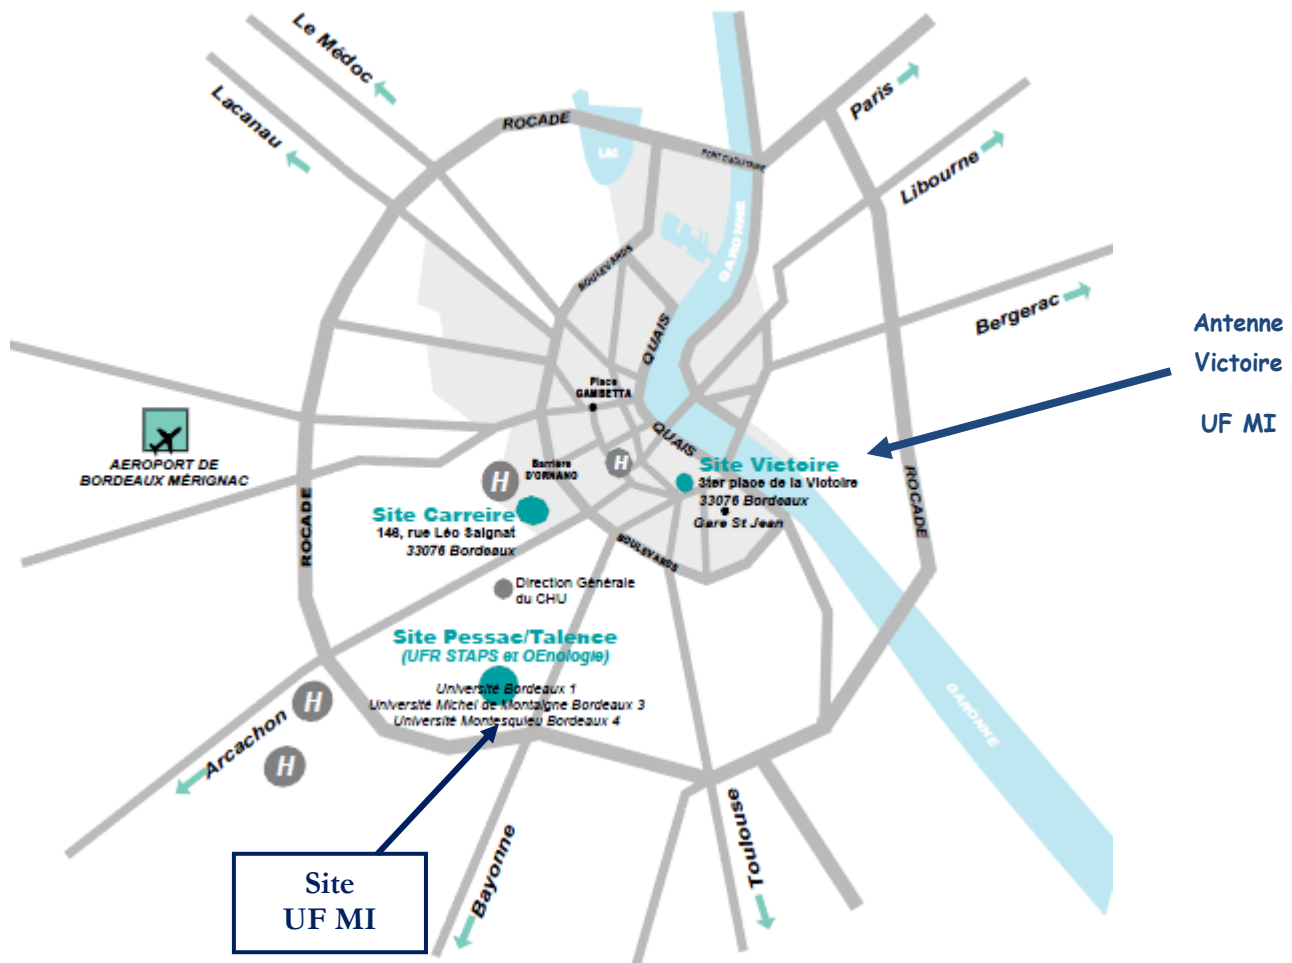 Le Médoc
Lacanau
ROCADE
LAC
PONT D'AQUITAINE
Paris
Libourne
GARONNE
BOULEVARDS
QUAIS
Bergerac
Antenne
Victoire
UF MI
Place
GAMBETTA
QUAIS
AEROPORT DE
BORDEAUX MÉRIGNAC
Barrière
D'ORNANO
H
H
Site Victoire
3ter place de la Victoire
33076 Bordeaux
Gare St Jean
ROCADE
ROCADE
Site Carreire
146, rue Léo Saignat
33076 Bordeaux
BOULEVARDS
Direction Générale
du CHU
Site Pessac/Talence
(UFR STAPS et OEnologie)
Université Bordeaux 1
Université Michel de Montaigne Bordeaux 3
Université Montesquieu Bordeaux 4
H
H
Arcachon
GARONNE
Site
UF MI
Bayonne
Toulouse